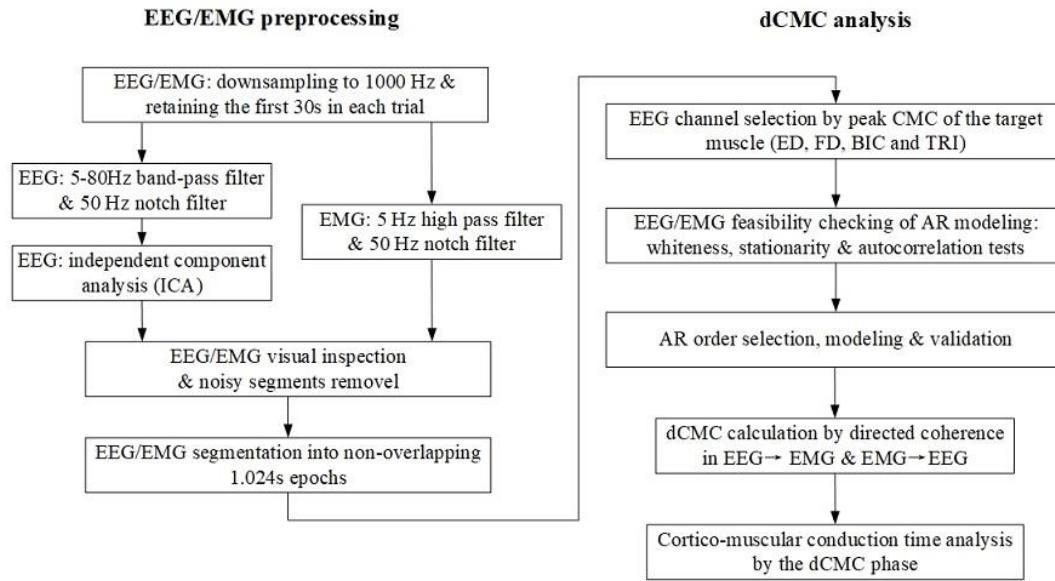 EEG/EMG preprocessing
EEG/EMG: downsampling to 1000 Hz &
retaining the first 30s in each trial
EEG: 5-80Hz band-pass filter
& 50 Hz notch filter
EMG: 5 Hz high pass filter
& 50 Hz notch filter
EEG: independent component
analysis (ICA)
EEG/EMG visual inspection
& noisy segments removel
EEG/EMG segmentation into non-overlapping
1.024s epochs
dCMC analysis
EEG channel selection by peak CMC of the target
muscle (ED, FD, BIC and TRI)
EEG/EMG feasibility checking of AR modeling:
whiteness, stationarity & autocorrelation tests
AR order selection, modeling & validation
dCMC calculation by directed coherence
in EEG→ EMG & EMG→EEG
Cortico-muscular conduction time analysis
by the dCMC phase